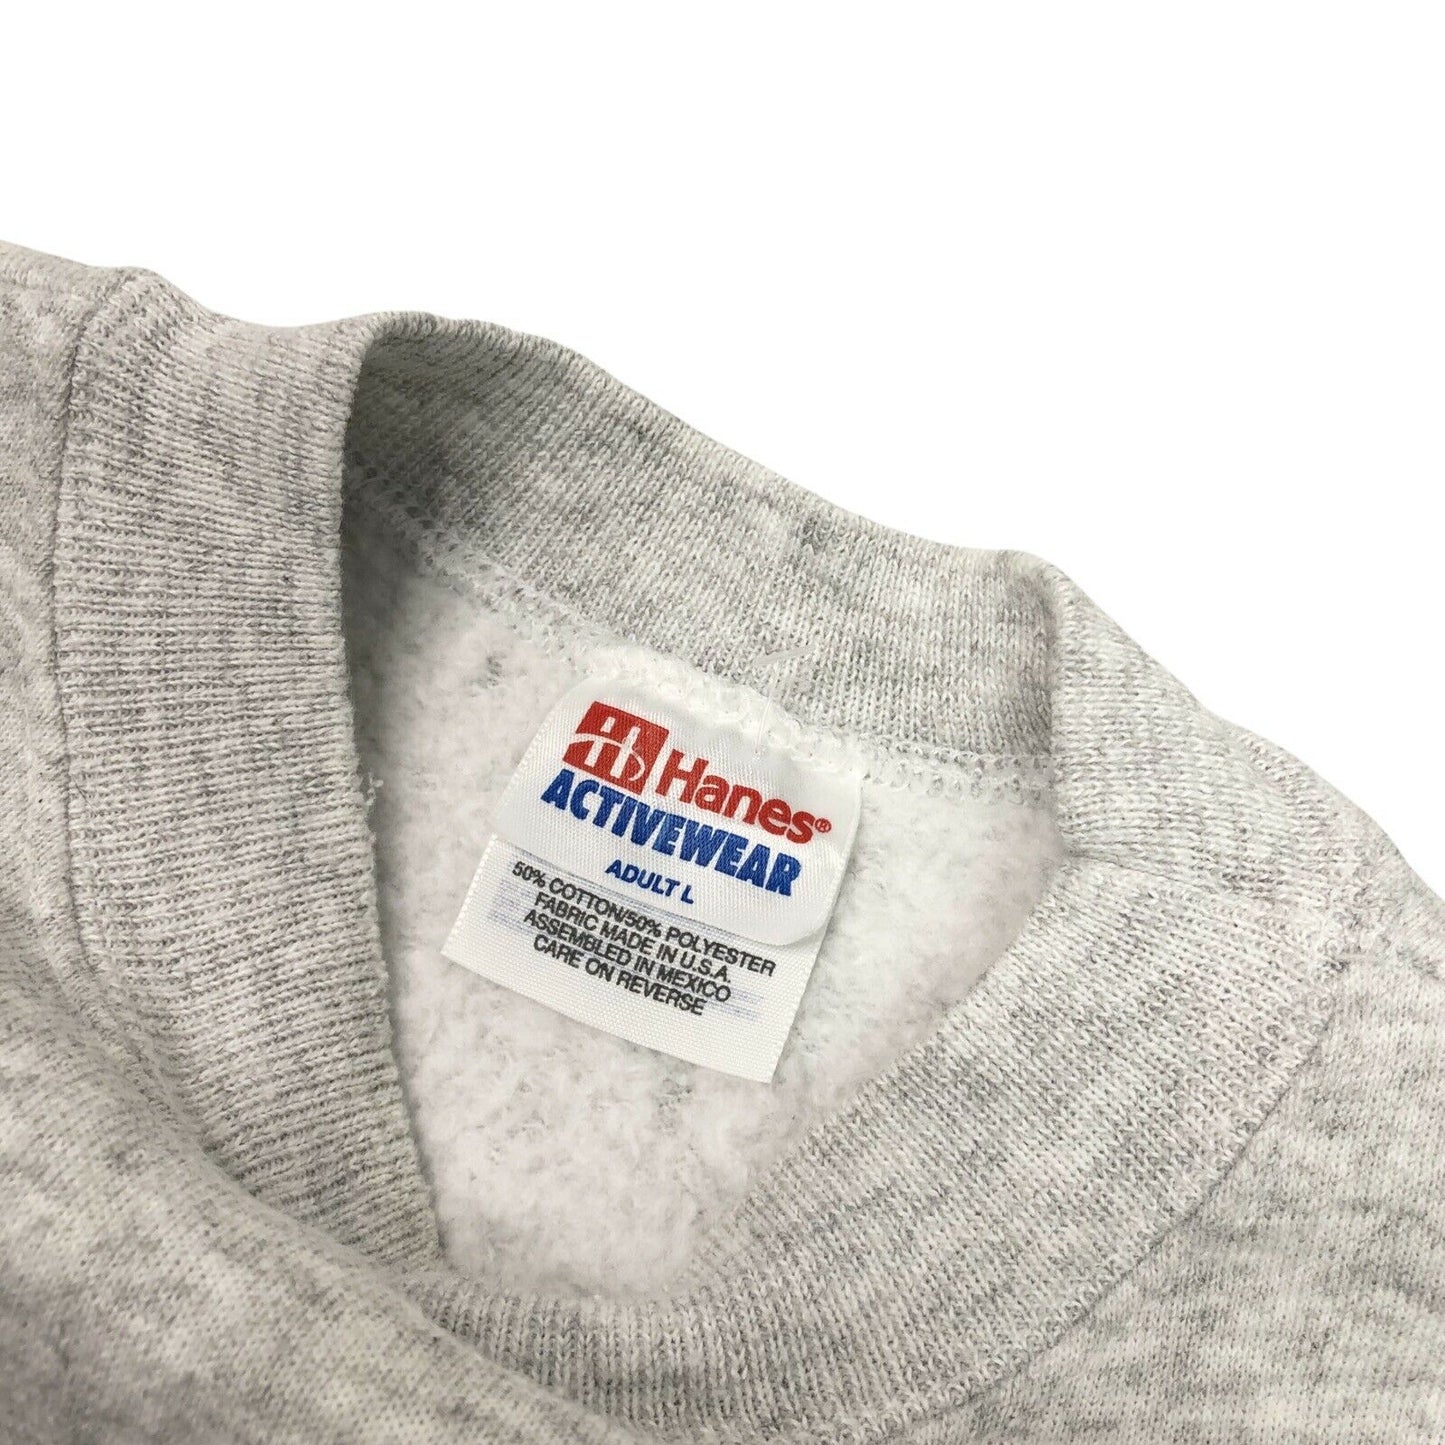 Hanes®
ACTIVEWEAR
ADULT L
50% COTTON/50% POLYESTER
FABRIC MADE IN U.S.A.
ASSEMBLED IN MEXICO
CARE ON REVERSE